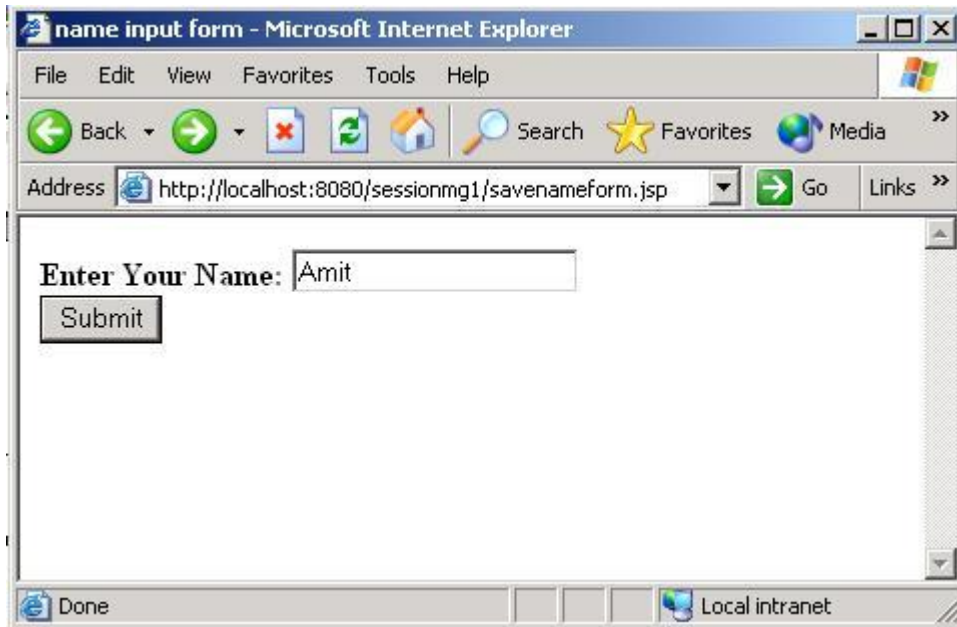 name input form - Microsoft Internet Explorer
File Edit View Favorites Tools Help
Back Search Favorites Media »
Address http://localhost:8080/sessionmg1/savenameform.jsp Go Links »
Enter Your Name: Amit
Submit
Done Local intranet